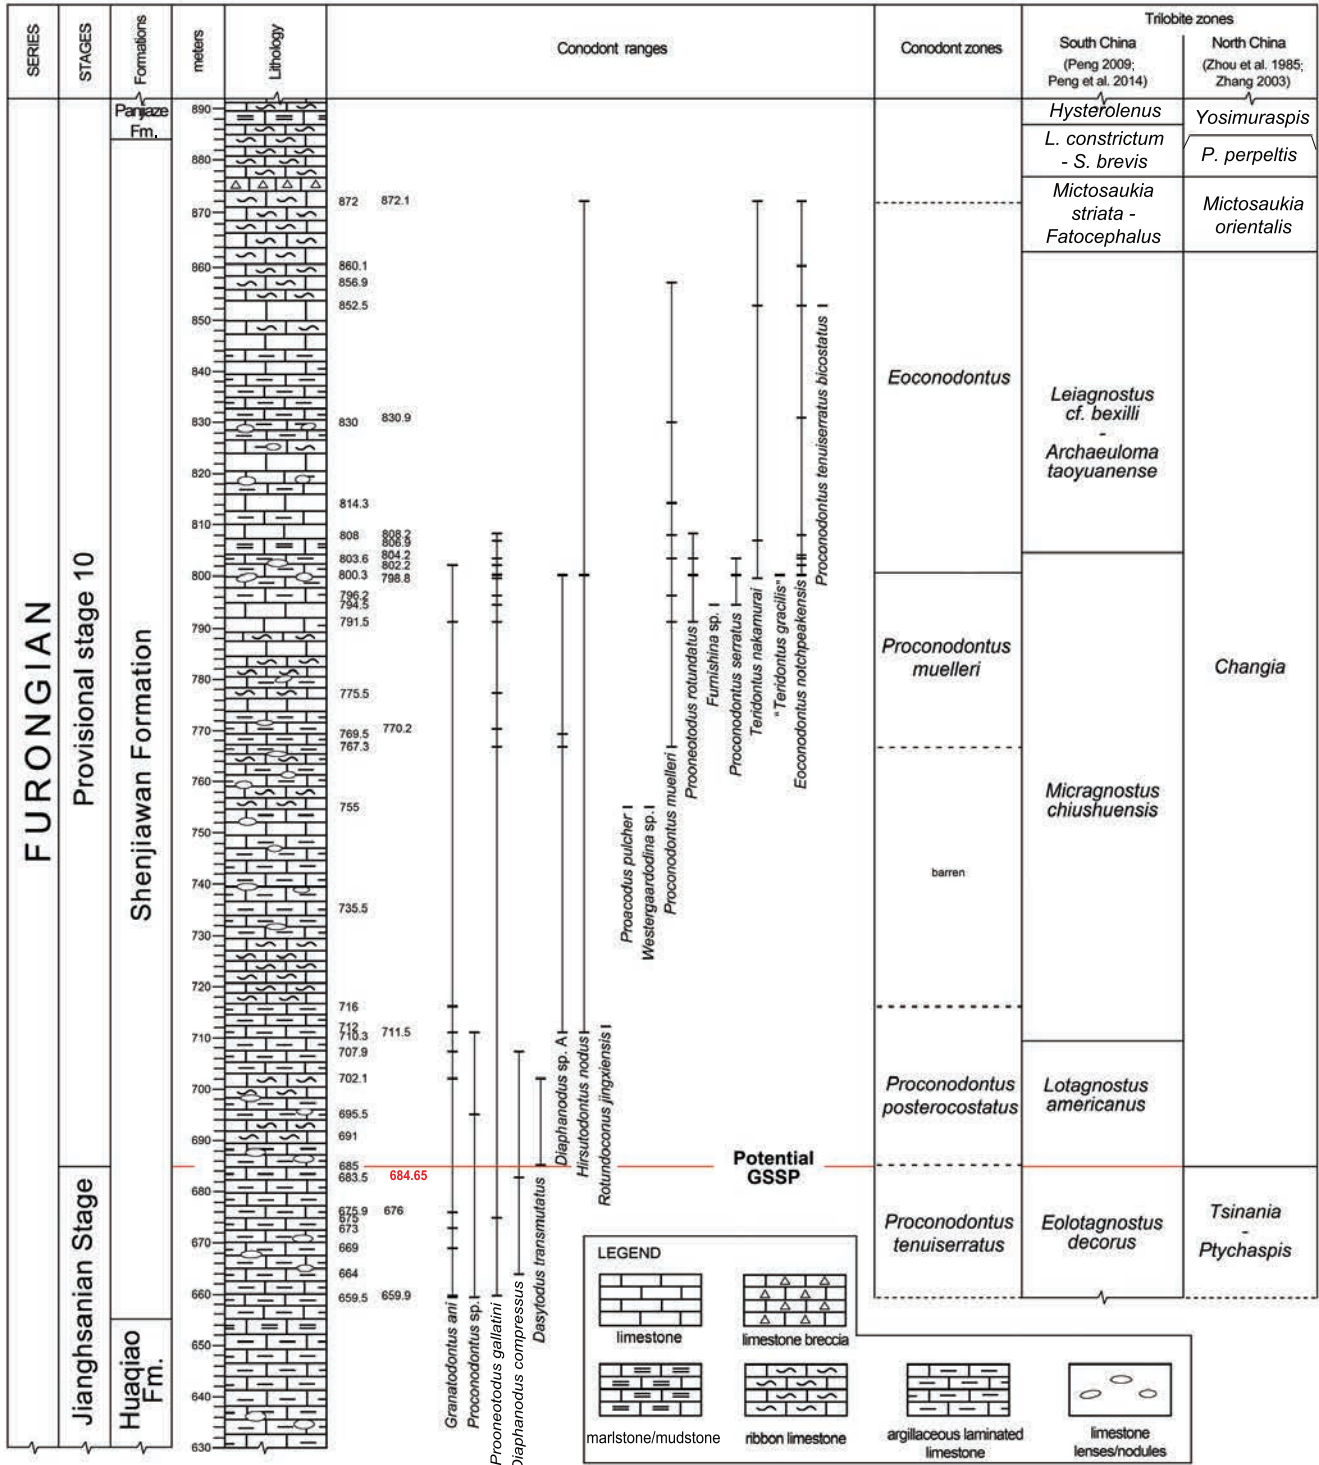 SERIES
STAGES
Formations
meters
Lithology
Conodont ranges
Conodont zones
Trilobite zones
South China
(Peng 2009;
Peng et al. 2014)
North China
(Zhou et al. 1985;
Zhang 2003)
FURONGIAN
Provisional stage 10
Jianghsanian Stage
Panjiaze
Fm.
Shenjiawan Formation
Huaqiao
Fm.
890
880
870
860
850
840
830
820
810
800
790
780
770
760
750
740
730
720
710
700
690
680
670
660
650
640
630
872 872.1
860.1
856.9
852.5
830 830.9
814.3
808 808.2
806.9
803.6 804.2
802.2
800.3 798.8
796.2
794.5
791.5
775.5
769.5 770.2
767.3
755
735.5
716
712
710.3 711.5
707.9
702.1
695.5
691
685
683.5 684.65
675.9 676
675
673
669
664
659.5 659.9
Granatodontus ani
Proconodontus sp.
Prooneotodus gallatini
Diaphanodus compressus
Dasytodus transmutatus
Diaphanodus sp. A
Hirsutodontus nodus
Rotundoconus jingxiensis
Proacodus pulcher
Westergaardodina sp.
Proconodontus muelleri
Prooneotodus rotundatus
Furnishina sp.
Proconodontus serratus
Teridontus nakamurai
"Teridontus gracilis"
Eoconodontus notchpeakensis
Proconodontus tenuiserratus bicostatus
Potential
GSSP
Eoconodontus
Proconodontus
muelleri
barren
Proconodontus
posterocostatus
Proconodontus
tenuiserratus
Hysterolenus
L. constrictum
- S. brevis
Mictosaukia
striata -
Fatocephalus
Leiagnostus
cf. bexilli
-
Archaeuloma
taoyuanense
Micragnostus
chiushuensis
Lotagnostus
americanus
Eolotagnostus
decorus
Yosimuraspis
P. perpeltis
Mictosaukia
orientalis
Changia
Tsinania
-
Ptychaspis
LEGEND
limestone
limestone breccia
marlstone/mudstone
ribbon limestone
argillaceous laminated
limestone
limestone
lenses/nodules